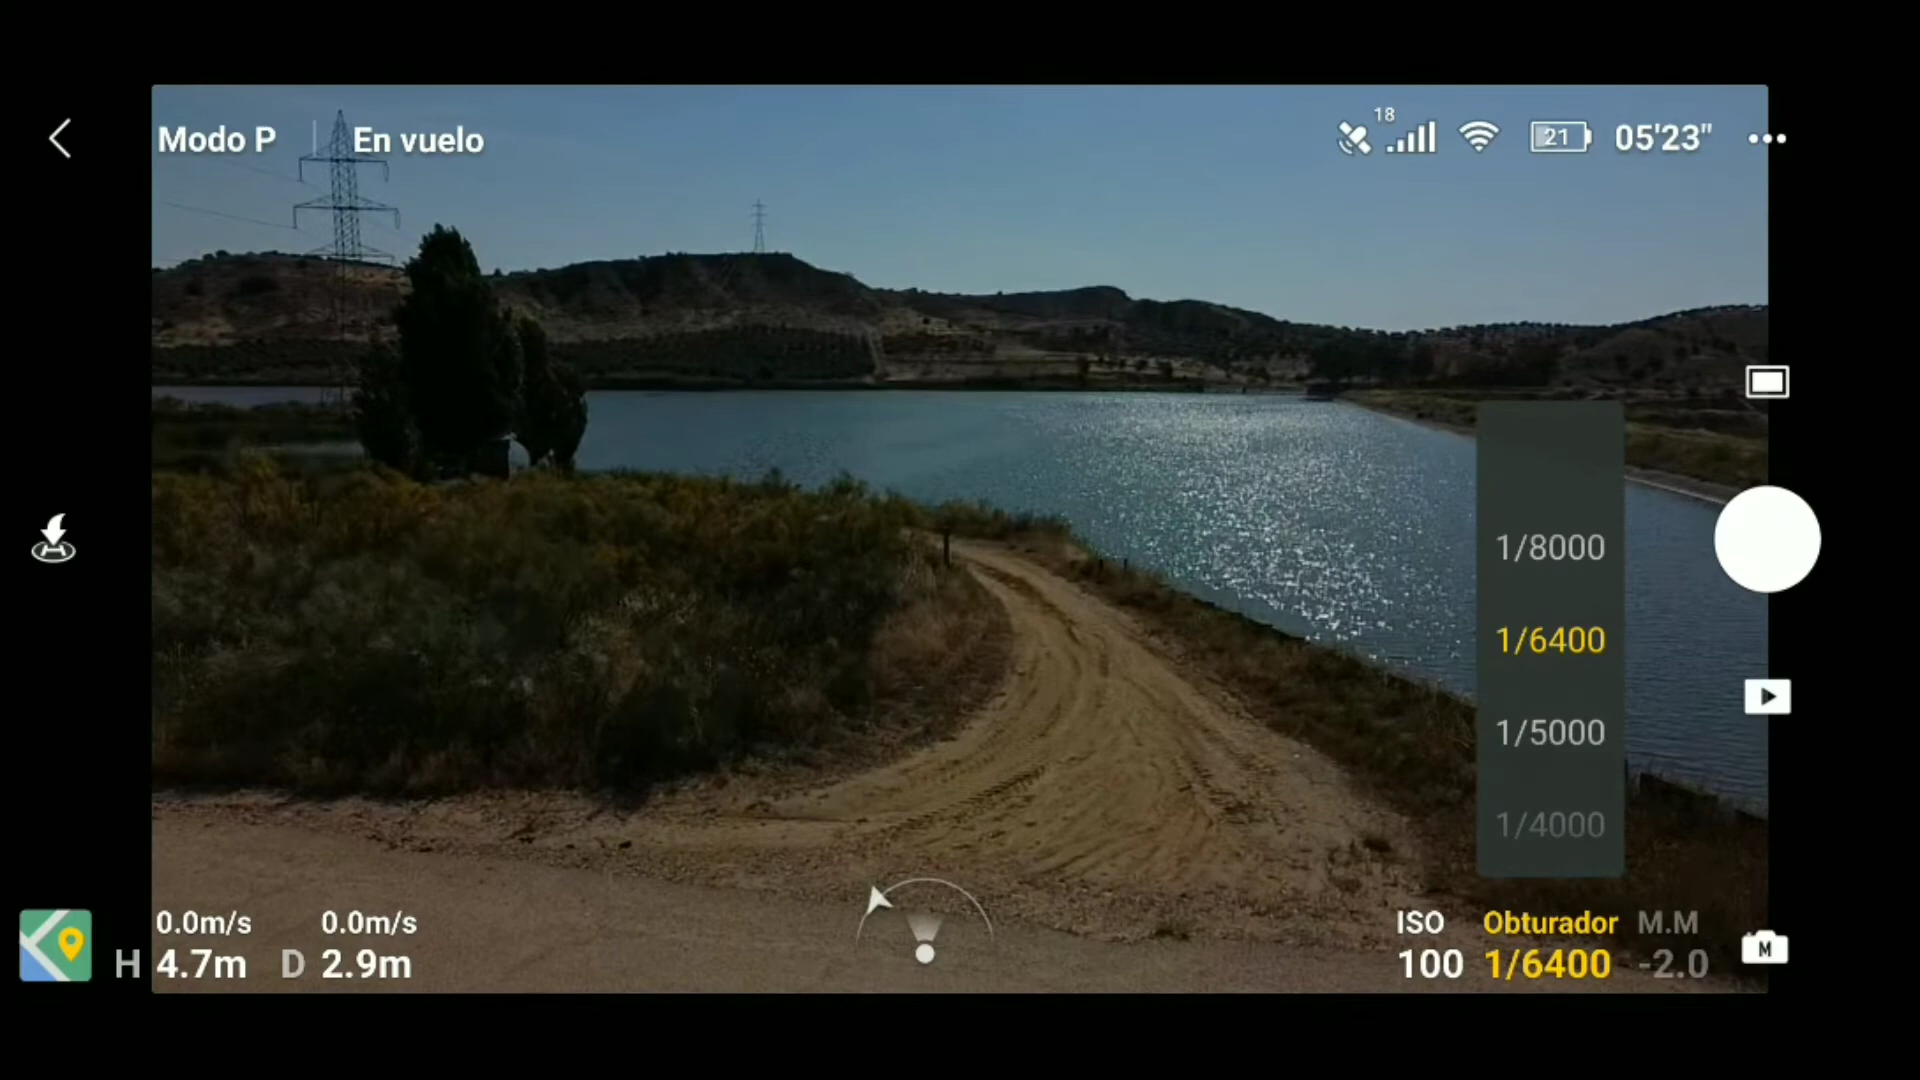 Modo P En vuelo 18 21 05'23"
1/8000
1/6400
1/5000
1/4000
0.0m/s 0.0m/s
H 4.7m D 2.9m
ISO Obturador M.M
100 1/6400 -2.0
M